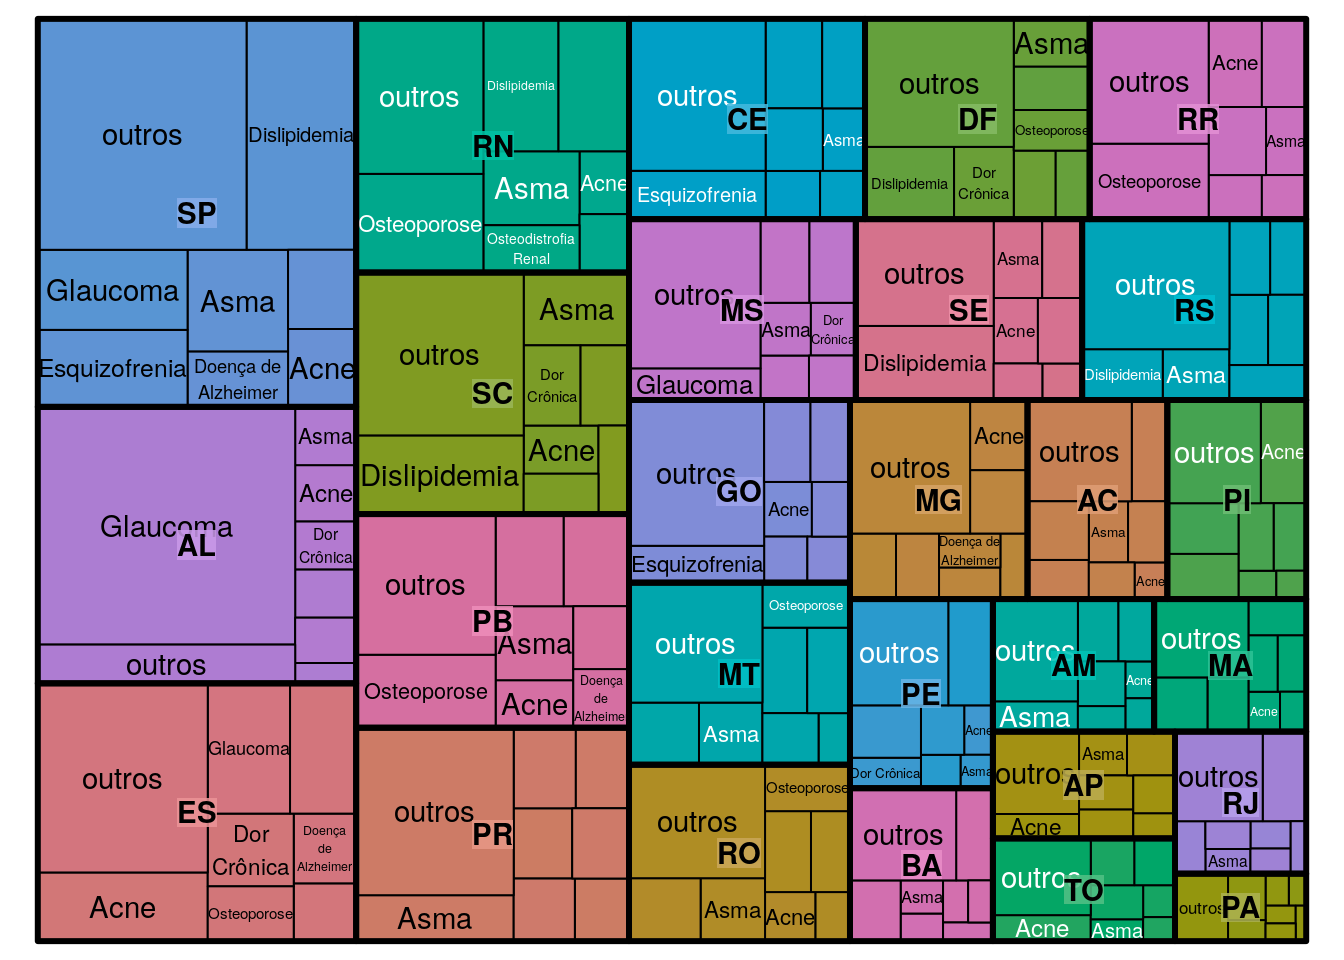 outros
Dislipidemia
SP
Glaucoma
Asma
Esquizofrenia
Doença de
Alzheimer
Acne
Glaucoma
AL
Asma
Acne
Dor
Crônica
outros
outros
Glaucoma
ES
Dor
Crônica
Doença
de
Alzheimer
Acne
Osteoporose
outros
Dislipidemia
RN
Asma
Acne
Osteoporose
Osteodistrofia
Renal
outros
Asma
SC
Dor
Crônica
Acne
Dislipidemia
outros
PB
Asma
Osteoporose
Acne
Doença
de
Alzheimer
outros
PR
Asma
outros
CE
Asma
Esquizofrenia
outros
Asma
DF
Osteoporose
Dislipidemia
Dor
Crônica
outros
Acne
RR
Asma
Osteoporose
outros
MS
Asma
Dor
Crônica
Glaucoma
outros
Asma
SE
Acne
Dislipidemia
outros
RS
Dislipidemia
Asma
outros
GO
Acne
Esquizofrenia
outros
Acne
MG
Doença de
Alzheimer
outros
AC
Asma
Acne
outros
Acne
PI
outros
Osteoporose
MT
Asma
outros
Osteoporose
RO
Asma
Acne
outros
PE
Acne
Dor Crônica
Asma
outros
AM
Acne
Asma
outros
MA
Acne
outros
BA
Asma
outros
Asma
AP
Acne
outros
RJ
Asma
outros
TO
Acne
Asma
outros
PA